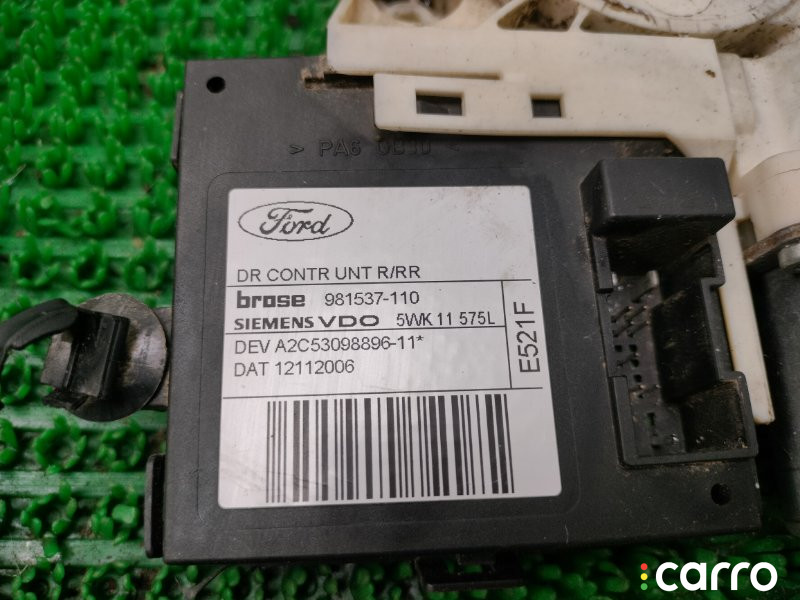 > PA6 GB30 <
Ford
DR CONTR UNT R/RR
brose 981537-110
SIEMENS VDO 5WK 11 575L
DEV A2C53098896-11*
DAT 12112006
E521F
carro